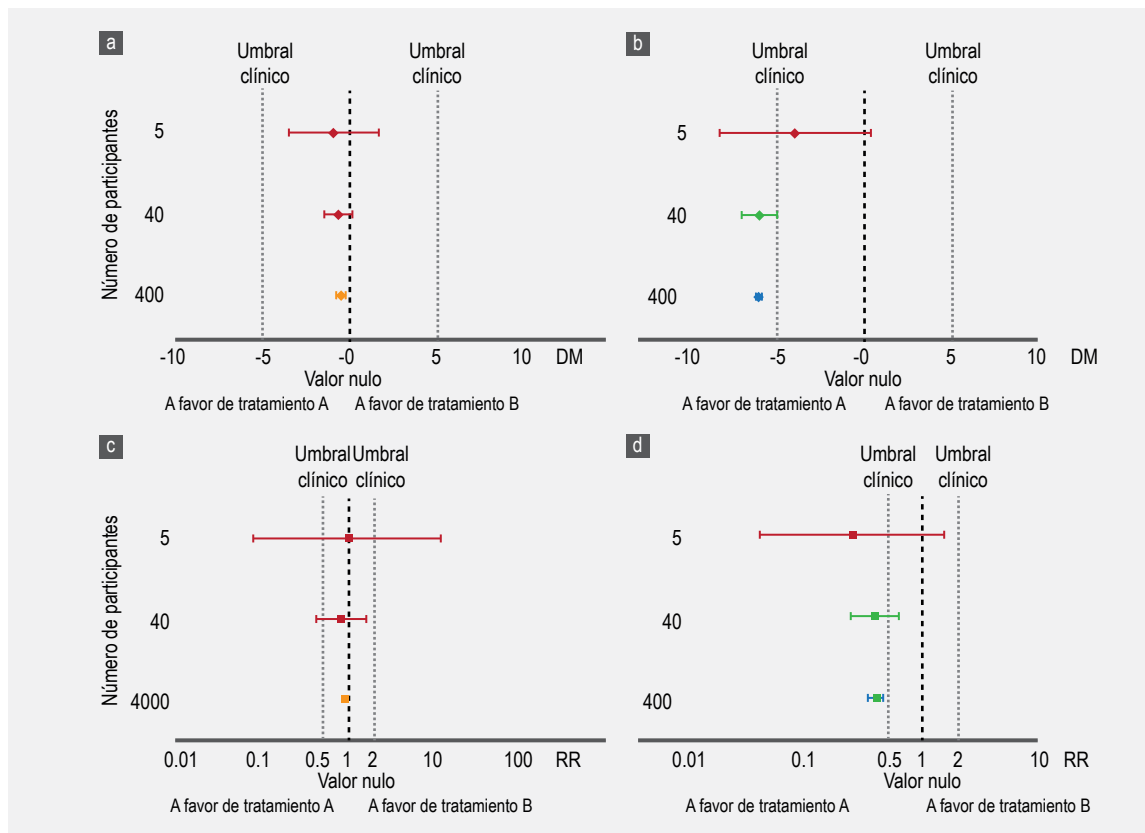 a
Umbral
clínico
Umbral
clínico
Número de participantes
5
40
400
-10 -5 -0 5 10 DM
Valor nulo
A favor de tratamiento A A favor de tratamiento B
b
Umbral
clínico
Umbral
clínico
5
40
400
-10 -5 -0 5 10 DM
Valor nulo
A favor de tratamiento A A favor de tratamiento B
c
Umbral Umbral
clínico clínico
Número de participantes
5
40
4000
0.01 0.1 0.5 1 2 10 100 RR
Valor nulo
A favor de tratamiento A A favor de tratamiento B
d
Umbral
clínico
Umbral
clínico
5
40
400
0.01 0.1 0.5 1 2 10 RR
Valor nulo
A favor de tratamiento A A favor de tratamiento B